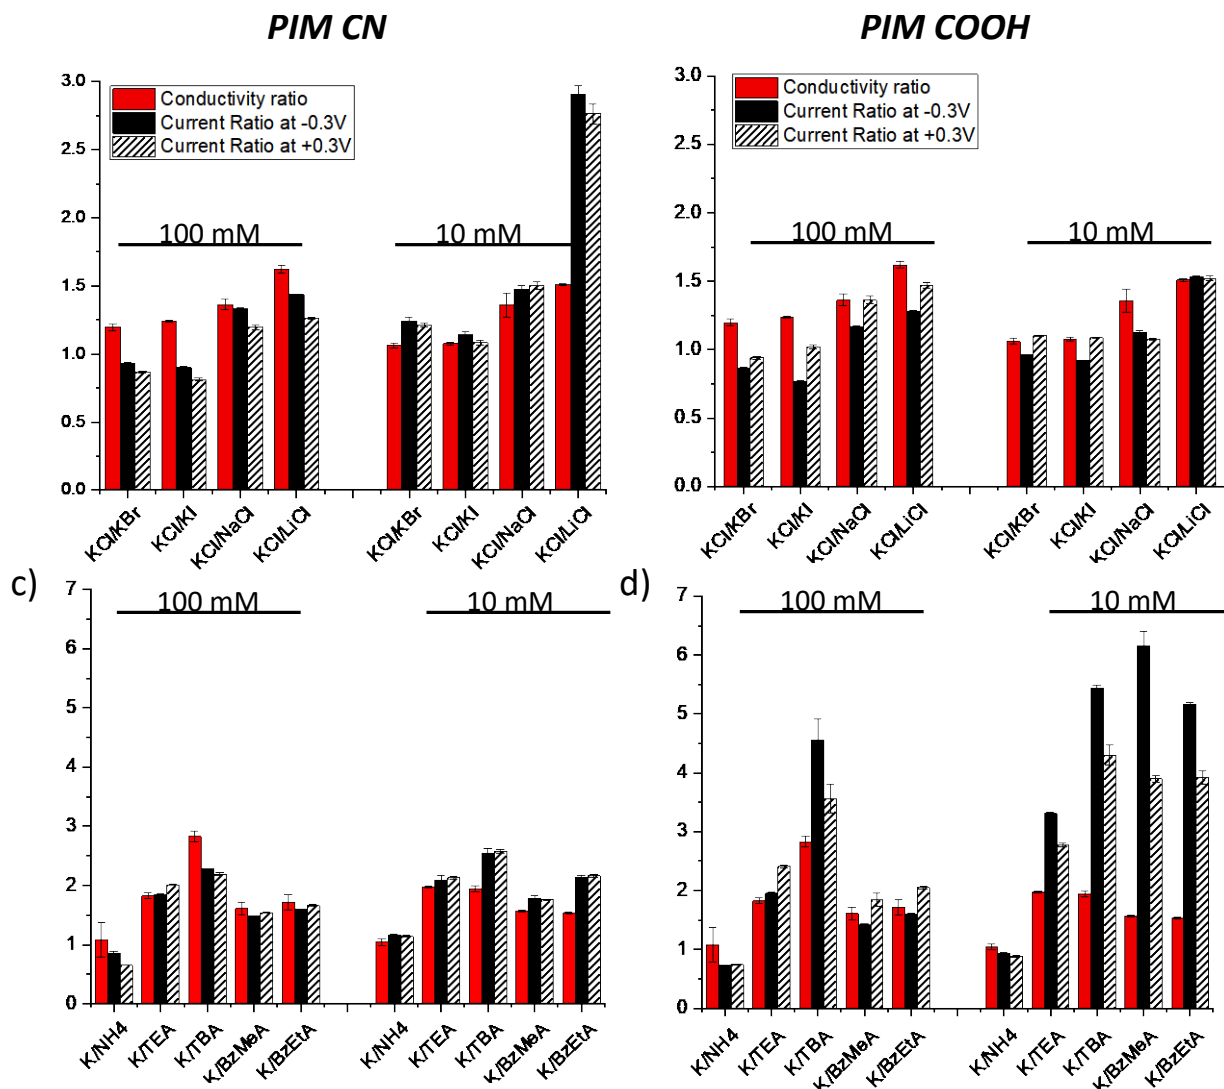 PIM CN
PIM COOH
3.0
2.5
2.0
1.5
1.0
0.5
0.0
Conductivity ratio
Current Ratio at -0.3V
Current Ratio at +0.3V
100 mM
10 mM
KCl/KBr
KCl/KI
KCl/NaCl
KCl/LiCl
KCl/KBr
KCl/KI
KCl/NaCl
KCl/LiCl
3.0
2.5
2.0
1.5
1.0
0.5
0.0
Conductivity ratio
Current Ratio at -0.3V
Current Ratio at +0.3V
100 mM
10 mM
KCl/KBr
KCl/KI
KCl/NaCl
KCl/LiCl
KCl/KBr
KCl/KI
KCl/NaCl
KCl/LiCl
c)
7
6
5
4
3
2
1
0
100 mM
10 mM
K/NH4
K/TEA
K/TBA
K/BzMeA
K/BzEtA
K/NH4
K/TEA
K/TBA
K/BzMeA
K/BzEtA
d)
7
6
5
4
3
2
1
0
100 mM
10 mM
K/NH4
K/TEA
K/TBA
K/BzMeA
K/BzEtA
K/NH4
K/TEA
K/TBA
K/BzMeA
K/BzEtA